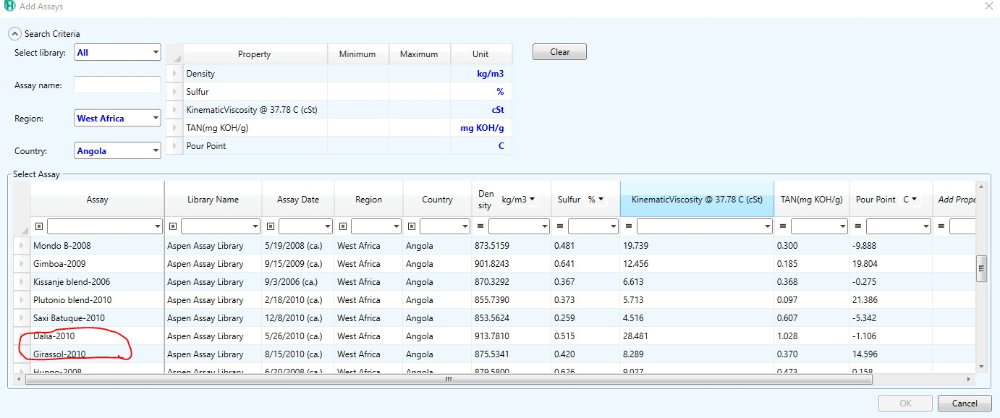 Add Assays
Search Criteria
Select library: All
Assay name:
Region: West Africa
Country: Angola
Property Minimum Maximum Unit
Density kg/m3
Sulfur %
KinematicViscosity @ 37.78 C (cSt) cSt
TAN(mg KOH/g) mg KOH/g
Pour Point C
Clear
Select Assay
Assay Library Name Assay Date Region Country Den sity kg/m3 Sulfur % KinematicViscosity @ 37.78 C (cSt) TAN(mg KOH/g) Pour Point C Add Prope
= = = = = =
Mondo B-2008 Aspen Assay Library 5/19/2008 (ca.) West Africa Angola 873.5159 0.481 19.739 0.300 -9.888
Gimboa-2009 Aspen Assay Library 9/15/2009 (ca.) West Africa Angola 901.8243 0.641 12.456 0.185 19.804
Kissanje blend-2006 Aspen Assay Library 9/3/2006 (ca.) West Africa Angola 870.3292 0.367 6.613 0.368 -0.275
Plutonio blend-2010 Aspen Assay Library 2/18/2010 (ca.) West Africa Angola 855.7390 0.373 5.713 0.097 21.386
Saxi Batuque-2010 Aspen Assay Library 12/8/2010 (ca.) West Africa Angola 853.5624 0.259 4.516 0.607 -5.342
Dalia-2010 Aspen Assay Library 5/26/2010 (ca.) West Africa Angola 913.7810 0.515 28.481 1.028 -1.106
Girassol-2010 Aspen Assay Library 8/15/2010 (ca.) West Africa Angola 875.5341 0.420 8.289 0.370 14.596
Hungo-2008 Aspen Assay Library 6/20/2008 (ca.) West Africa Angola 879.5800 0.626 9.027 0.473 0.158
OK Cancel